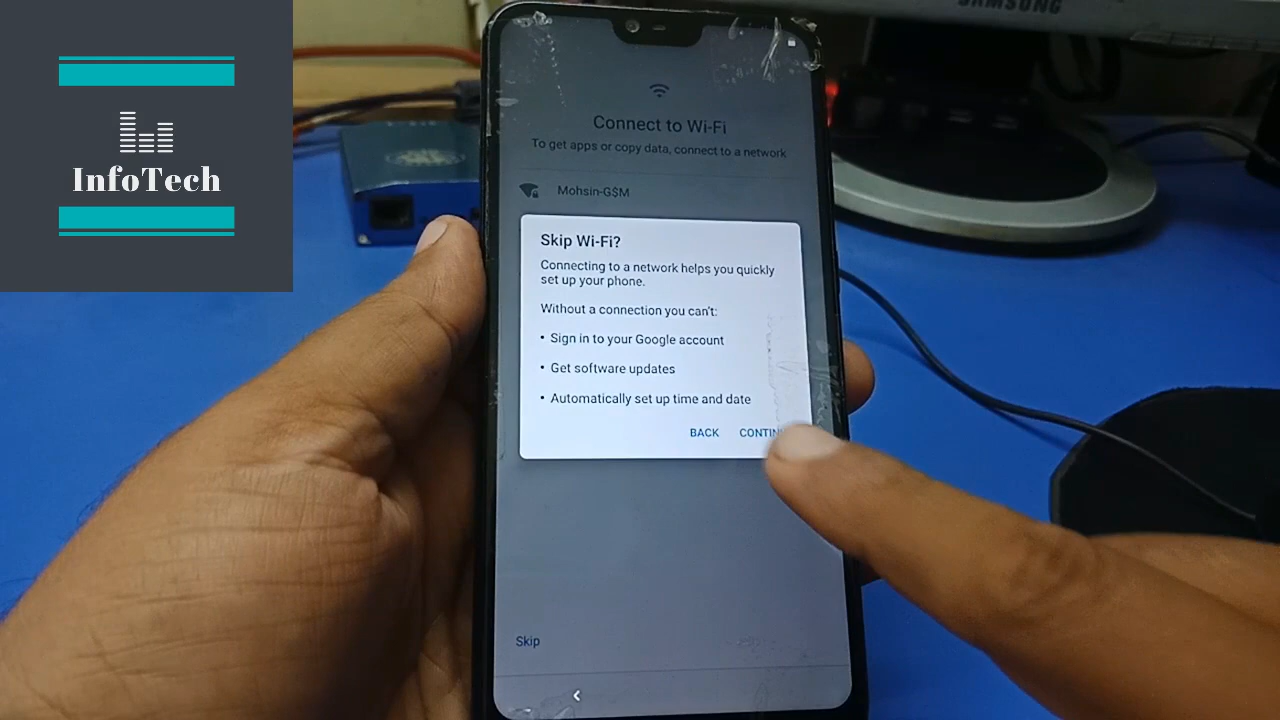 SAMSUNG
InfoTech
Connect to Wi-Fi
To get apps or copy data, connect to a network
Mohsin-G$M
Skip Wi-Fi?
Connecting to a network helps you quickly
set up your phone.
Without a connection you can't:
• Sign in to your Google account
• Get software updates
• Automatically set up time and date
BACK
Skip